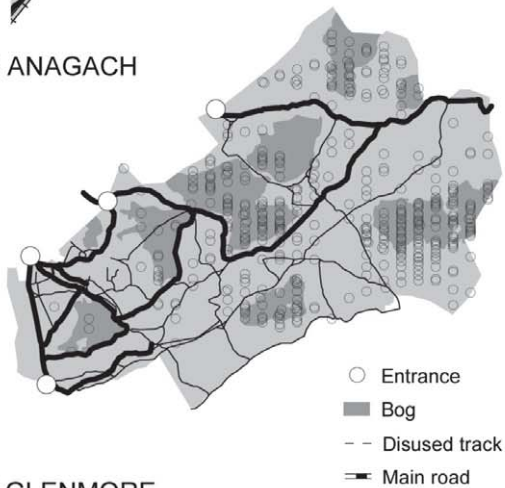 ANAGACH
Entrance
Bog
Disused track
Main road
GLENMORE